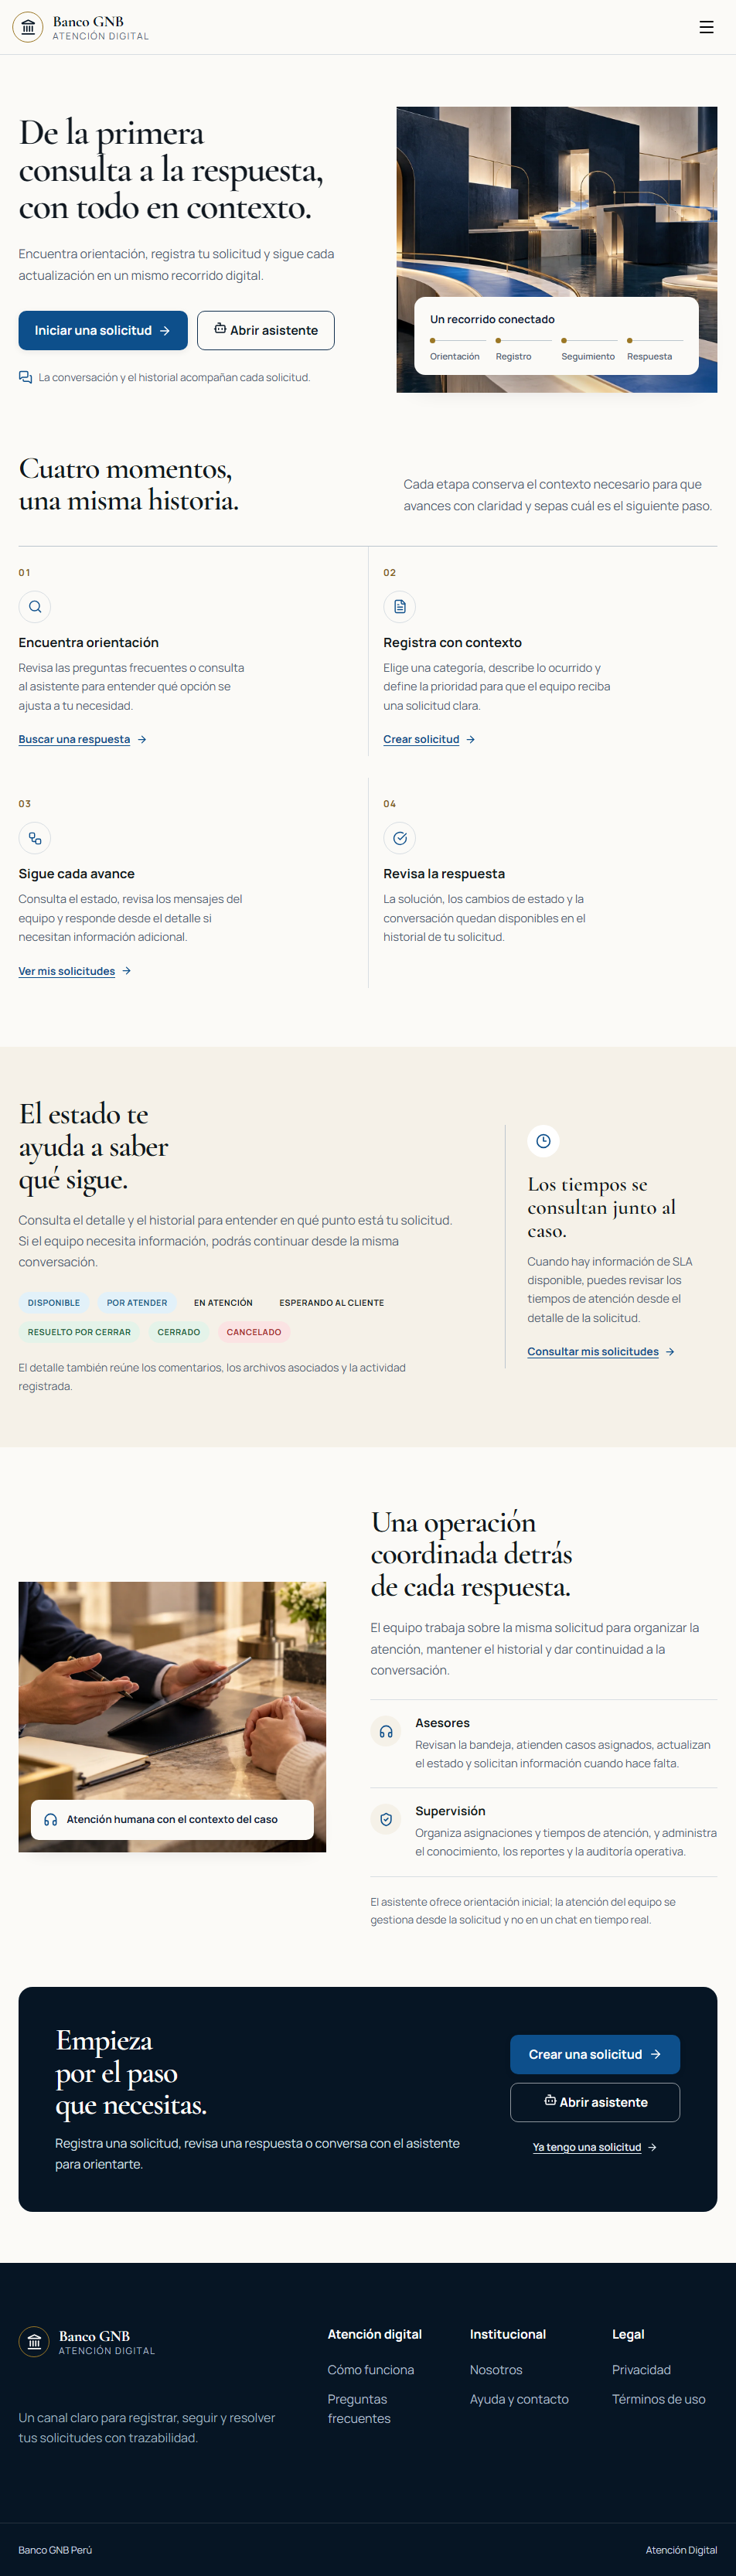 Banco GNB
ATENCIÓN DIGITAL
De la primera
consulta a la respuesta,
con todo en contexto.
Encuentra orientación, registra tu solicitud y sigue cada
actualización en un mismo recorrido digital.
Iniciar una solicitud
Abrir asistente
La conversación y el historial acompañan cada solicitud.
Un recorrido conectado
Orientación
Registro
Seguimiento
Respuesta
Cuatro momentos,
una misma historia.
Cada etapa conserva el contexto necesario para que
avances con claridad y sepas cuál es el siguiente paso.
01
Encuentra orientación
Revisa las preguntas frecuentes o consulta
al asistente para entender qué opción se
ajusta a tu necesidad.
Buscar una respuesta
02
Registra con contexto
Elige una categoría, describe lo ocurrido y
define la prioridad para que el equipo reciba
una solicitud clara.
Crear solicitud
03
Sigue cada avance
Consulta el estado, revisa los mensajes del
equipo y responde desde el detalle si
necesitan información adicional.
Ver mis solicitudes
04
Revisa la respuesta
La solución, los cambios de estado y la
conversación quedan disponibles en el
historial de tu solicitud.
El estado te
ayuda a saber
qué sigue.
Consulta el detalle y el historial para entender en qué punto está tu solicitud.
Si el equipo necesita información, podrás continuar desde la misma
conversación.
DISPONIBLE
POR ATENDER
EN ATENCIÓN
ESPERANDO AL CLIENTE
RESUELTO POR CERRAR
CERRADO
CANCELADO
El detalle también reúne los comentarios, los archivos asociados y la actividad
registrada.
Los tiempos se
consultan junto al
caso.
Cuando hay información de SLA
disponible, puedes revisar los
tiempos de atención desde el
detalle de la solicitud.
Consultar mis solicitudes
Atención humana con el contexto del caso
Una operación
coordinada detrás
de cada respuesta.
El equipo trabaja sobre la misma solicitud para organizar la
atención, mantener el historial y dar continuidad a la
conversación.
Asesores
Revisan la bandeja, atienden casos asignados, actualizan
el estado y solicitan información cuando hace falta.
Supervisión
Organiza asignaciones y tiempos de atención, y administra
el conocimiento, los reportes y la auditoría operativa.
El asistente ofrece orientación inicial; la atención del equipo se
gestiona desde la solicitud y no en un chat en tiempo real.
Empieza
por el paso
que necesitas.
Registra una solicitud, revisa una respuesta o conversa con el asistente
para orientarte.
Crear una solicitud
Abrir asistente
Ya tengo una solicitud
Banco GNB
ATENCIÓN DIGITAL
Un canal claro para registrar, seguir y resolver
tus solicitudes con trazabilidad.
Atención digital
Cómo funciona
Preguntas
frecuentes
Institucional
Nosotros
Ayuda y contacto
Legal
Privacidad
Términos de uso
Banco GNB Perú
Atención Digital